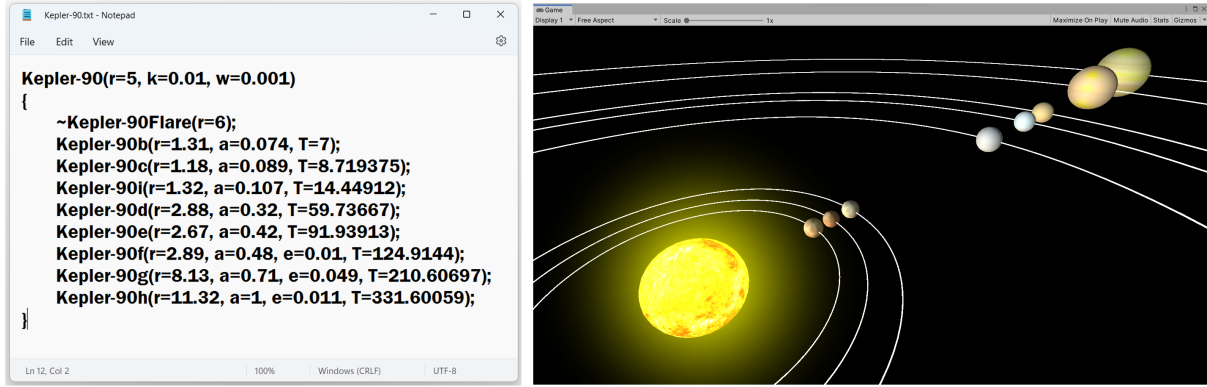 Kepler-90.txt - Notepad
File Edit View
Kepler-90(r=5, k=0.01, w=0.001)
{
~Kepler-90Flare(r=6);
Kepler-90b(r=1.31, a=0.074, T=7);
Kepler-90c(r=1.18, a=0.089, T=8.719375);
Kepler-90i(r=1.32, a=0.107, T=14.44912);
Kepler-90d(r=2.88, a=0.32, T=59.73667);
Kepler-90e(r=2.67, a=0.42, T=91.93913);
Kepler-90f(r=2.89, a=0.48, e=0.01, T=124.9144);
Kepler-90g(r=8.13, a=0.71, e=0.049, T=210.60697);
Kepler-90h(r=11.32, a=1, e=0.011, T=331.60059);
}
Ln 12, Col 2 100% Windows (CRLF) UTF-8
Game
Display 1 Free Aspect Scale 1x Maximize On Play Mute Audio Stats Gizmos